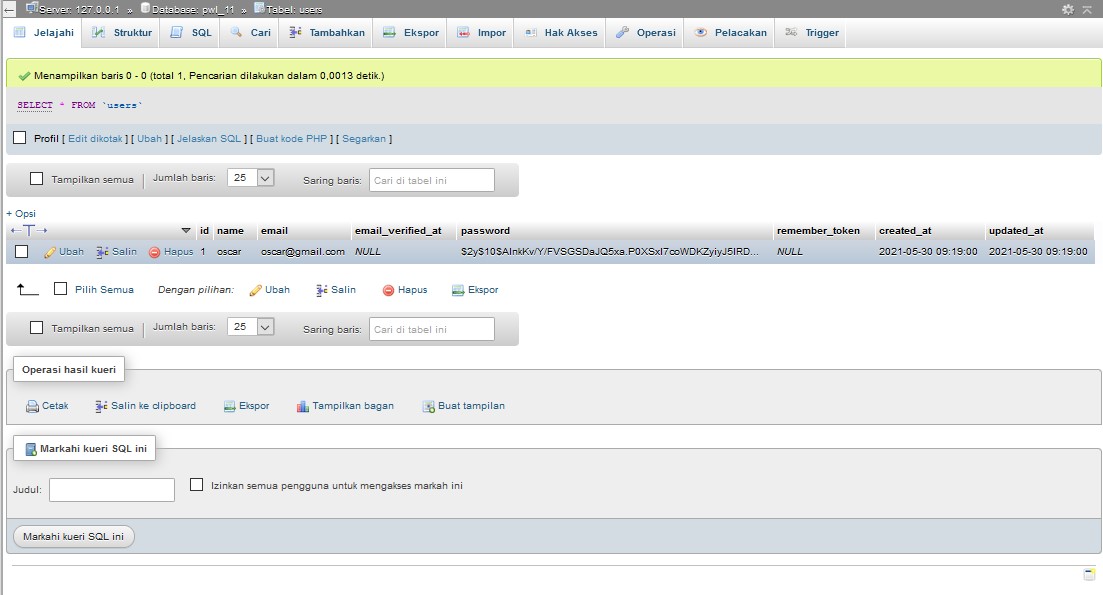 Server: 127.0.0.1 » Database: pwl_11 » Tabel: users
Jelajahi Struktur SQL Cari Tambahkan Ekspor Impor Hak Akses Operasi Pelacakan Trigger
Menampilkan baris 0 - 0 (total 1, Pencarian dilakukan dalam 0,0013 detik.)
SELECT * FROM `users`
Profil [ Edit dikotak ] [ Ubah ] [ Jelaskan SQL ] [ Buat kode PHP ] [ Segarkan ]
Tampilkan semua | Jumlah baris: 25 Saring baris: Cari di tabel ini
+ Opsi
←T→ id name email email_verified_at password remember_token created_at updated_at
Ubah Salin Hapus 1 oscar oscar@gmail.com NULL $2y$10$AInkKv/Y/FVSGSDaJQ5xa.P0XSxI7coWDKZyiyJ5IRD... NULL 2021-05-30 09:19:00 2021-05-30 09:19:00
Pilih Semua Dengan pilihan: Ubah Salin Hapus Ekspor
Tampilkan semua | Jumlah baris: 25 Saring baris: Cari di tabel ini
Operasi hasil kueri
Cetak Salin ke clipboard Ekspor Tampilkan bagan Buat tampilan
Markahi kueri SQL ini
Judul: Izinkan semua pengguna untuk mengakses markah ini
Markahi kueri SQL ini